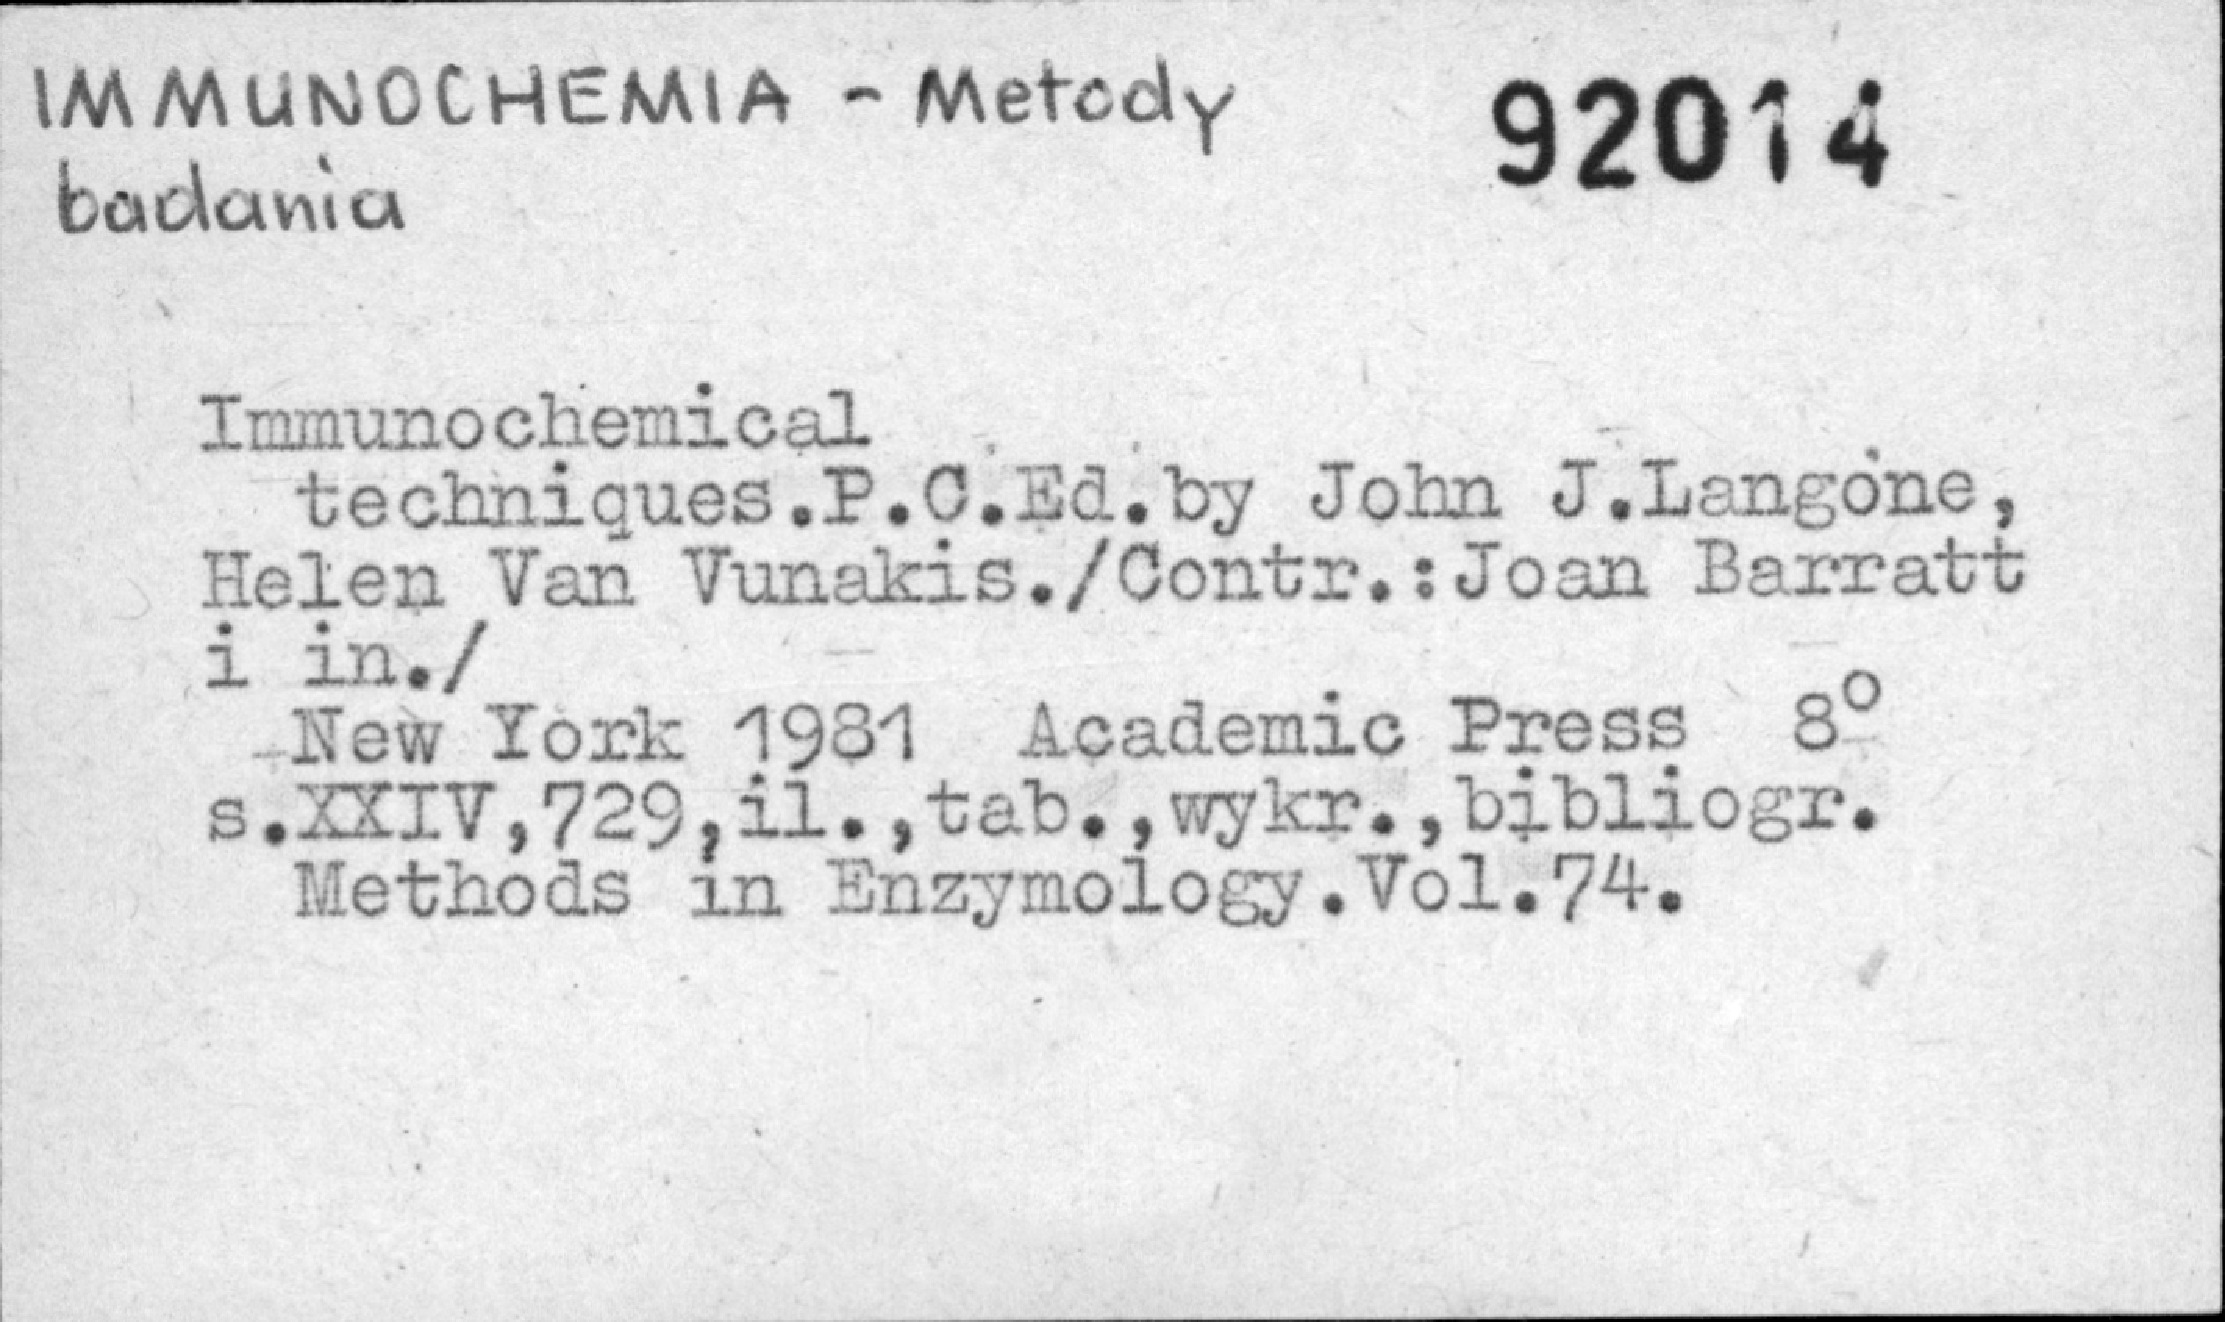 IMMUNOCHEMIA - Metody
92014
badania
Immunochemical
techniques.P.C.Ed.by John J.Langone,
Helen Van Vunakis./Contr.:Joan Barratt
i in./
New York 1981 Academic Press 8°
s.XXIV,729,il.,tab.,wykr.,bibliogr.
Methods in Enzymology.Vol.74.